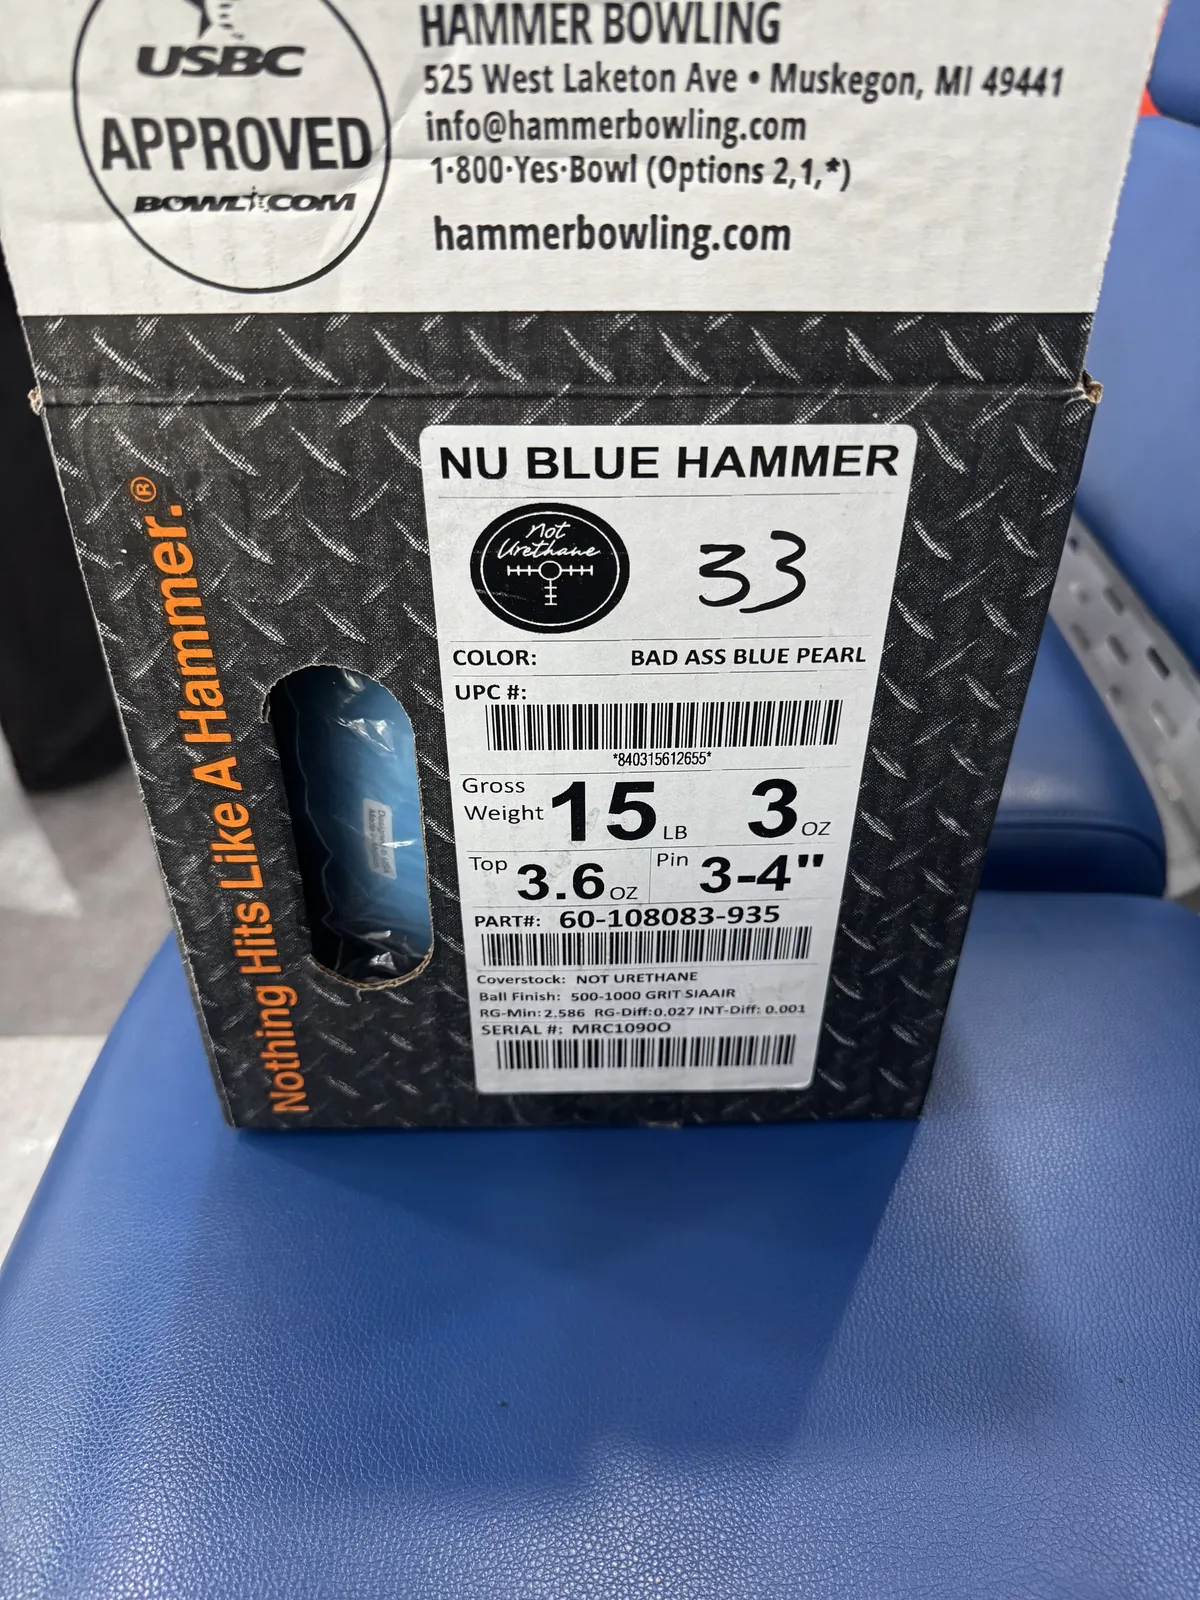 USBC
APPROVED
BOWL.COM
HAMMER BOWLING
525 West Laketon Ave • Muskegon, MI 49441
info@hammerbowling.com
1·800·Yes·Bowl (Options 2,1,*)
hammerbowling.com
Nothing Hits Like A Hammer.®
NU BLUE HAMMER
Not
Urethane
33
COLOR: BAD ASS BLUE PEARL
UPC #:
*840315612655*
Gross
Weight 15 LB 3 OZ
Top 3.6 OZ Pin 3-4"
PART#: 60-108083-935
Coverstock: NOT URETHANE
Ball Finish: 500-1000 GRIT SIAAIR
RG-Min: 2.586 RG-Diff:0.027 INT-Diff: 0.001
SERIAL #: MRC1090O